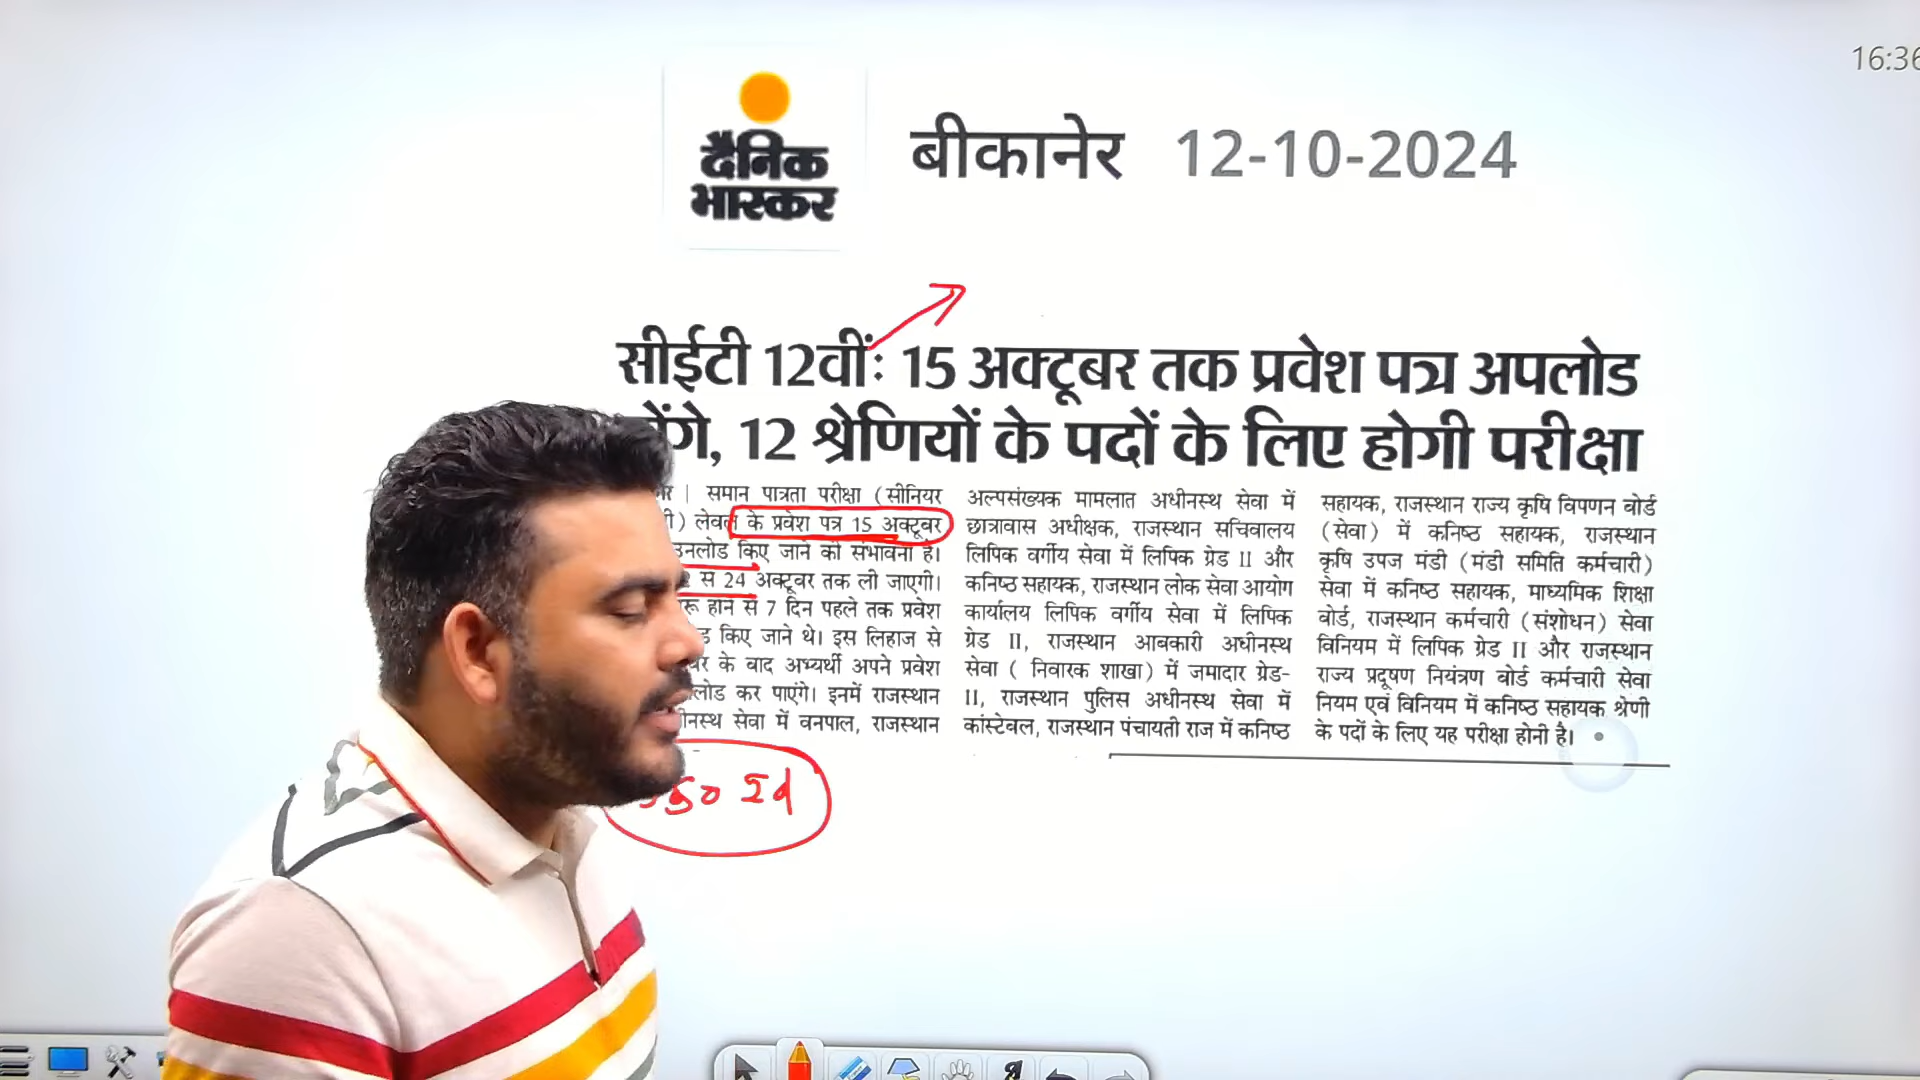 16:36
दैनिक
भास्कर
बीकानेर 12-10-2024
सीईटी 12वीं: 15 अक्टूबर तक प्रवेश पत्र अपलोड
12 श्रेणियों के पदों के लिए होगी परीक्षा
समान पात्रता परीक्षा (सीनियर
लेवल के प्रवेश पत्र 15 अक्टूबर
किए जाने की संभावना है।
से 24 अक्टूबर तक ली जाएगी।
होने से 7 दिन पहले तक प्रवेश
किए जाने थे। इस लिहाज से
के बाद अभ्यर्थी अपने प्रवेश
कर पाएंगे। इनमें राजस्थान
सेवा में वनपाल, राजस्थान
अल्पसंख्यक मामलात अधीनस्थ सेवा में
छात्रावास अधीक्षक, राजस्थान सचिवालय
लिपिक वर्गीय सेवा में लिपिक ग्रेड II और
कनिष्ठ सहायक, राजस्थान लोक सेवा आयोग
कार्यालय लिपिक वर्गीय सेवा में लिपिक
ग्रेड II, राजस्थान आबकारी अधीनस्थ
सेवा ( निवारक शाखा) में जमादार ग्रेड-
II, राजस्थान पुलिस अधीनस्थ सेवा में
कांस्टेबल, राजस्थान पंचायती राज में कनिष्ठ
सहायक, राजस्थान राज्य कृषि विपणन बोर्ड
(सेवा) में कनिष्ठ सहायक, राजस्थान
कृषि उपज मंडी (मंडी समिति कर्मचारी)
सेवा में कनिष्ठ सहायक, माध्यमिक शिक्षा
बोर्ड, राजस्थान कर्मचारी (संशोधन) सेवा
विनियम में लिपिक ग्रेड II और राजस्थान
राज्य प्रदूषण नियंत्रण बोर्ड कर्मचारी सेवा
नियम एवं विनियम में कनिष्ठ सहायक श्रेणी
के पदों के लिए यह परीक्षा होनी है।